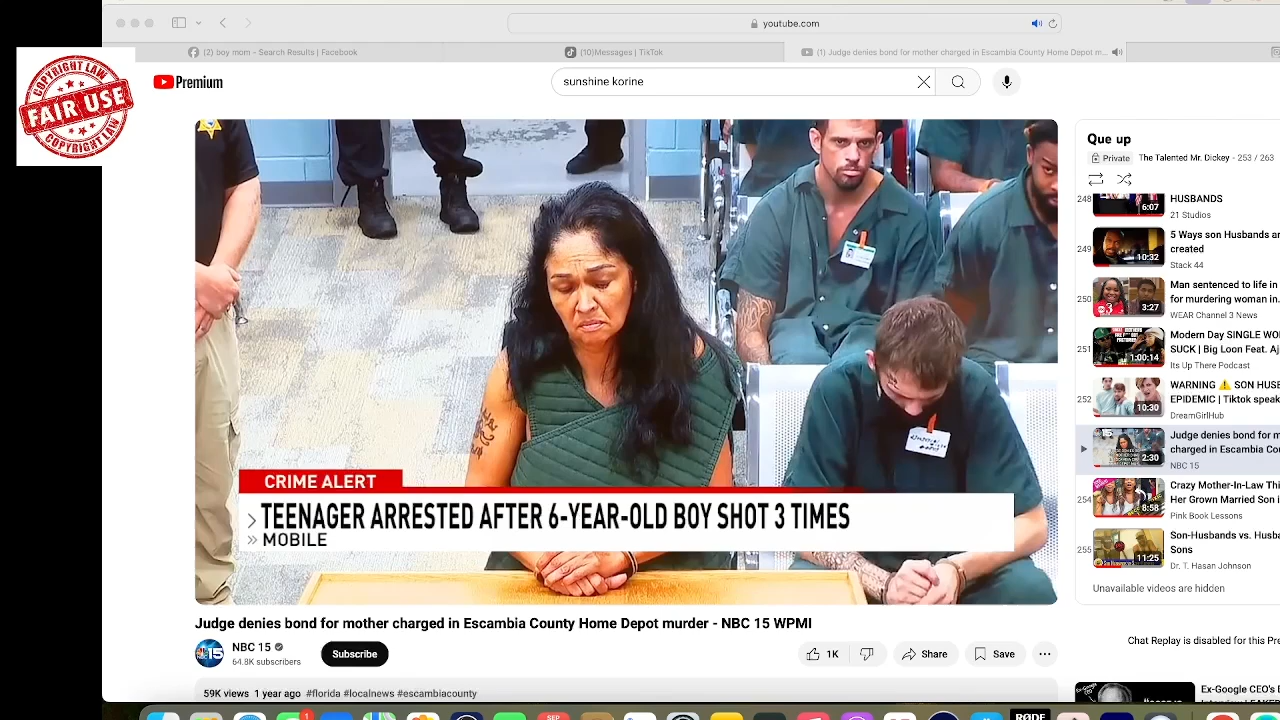 youtube.com
(2) boy mom - Search Results | Facebook
(10)Messages | TikTok
(1) Judge denies bond for mother charged in Escambia County Home Depot m...
COPYRIGHT LAW
FAIR USE
COPYRIGHT LAW
Premium
sunshine korine
Que up
Private
The Talented Mr. Dickey - 253 / 263
248
6:07
HUSBANDS
21 Studios
249
10:32
5 Ways son Husbands ar
created
Stack 44
250
3:27
Man sentenced to life in
for murdering woman in
WEAR Channel 3 News
251
1:00:14
Modern Day SINGLE WO
SUCK | Big Loon Feat. Aj
Its Up There Podcast
252
10:30
WARNING ⚠️ SON HUSB
EPIDEMIC | Tiktok speak
DreamGirlHub
2:30
Judge denies bond for m
charged in Escambia Cou
NBC 15
254
8:58
Crazy Mother-In-Law Thi
Her Grown Married Son i
Pink Book Lessons
255
11:25
Son-Husbands vs. Husba
Sons
Dr. T. Hasan Johnson
Unavailable videos are hidden
CRIME ALERT
TEENAGER ARRESTED AFTER 6-YEAR-OLD BOY SHOT 3 TIMES
MOBILE
Judge denies bond for mother charged in Escambia County Home Depot murder - NBC 15 WPMI
15
NBC 15
64.8K subscribers
Subscribe
1K
Share
Save
Chat Replay is disabled for this Pre
59K views 1 year ago #florida #localnews #escambiacounty
Ex-Google CEO's
SEP
1
RØDE